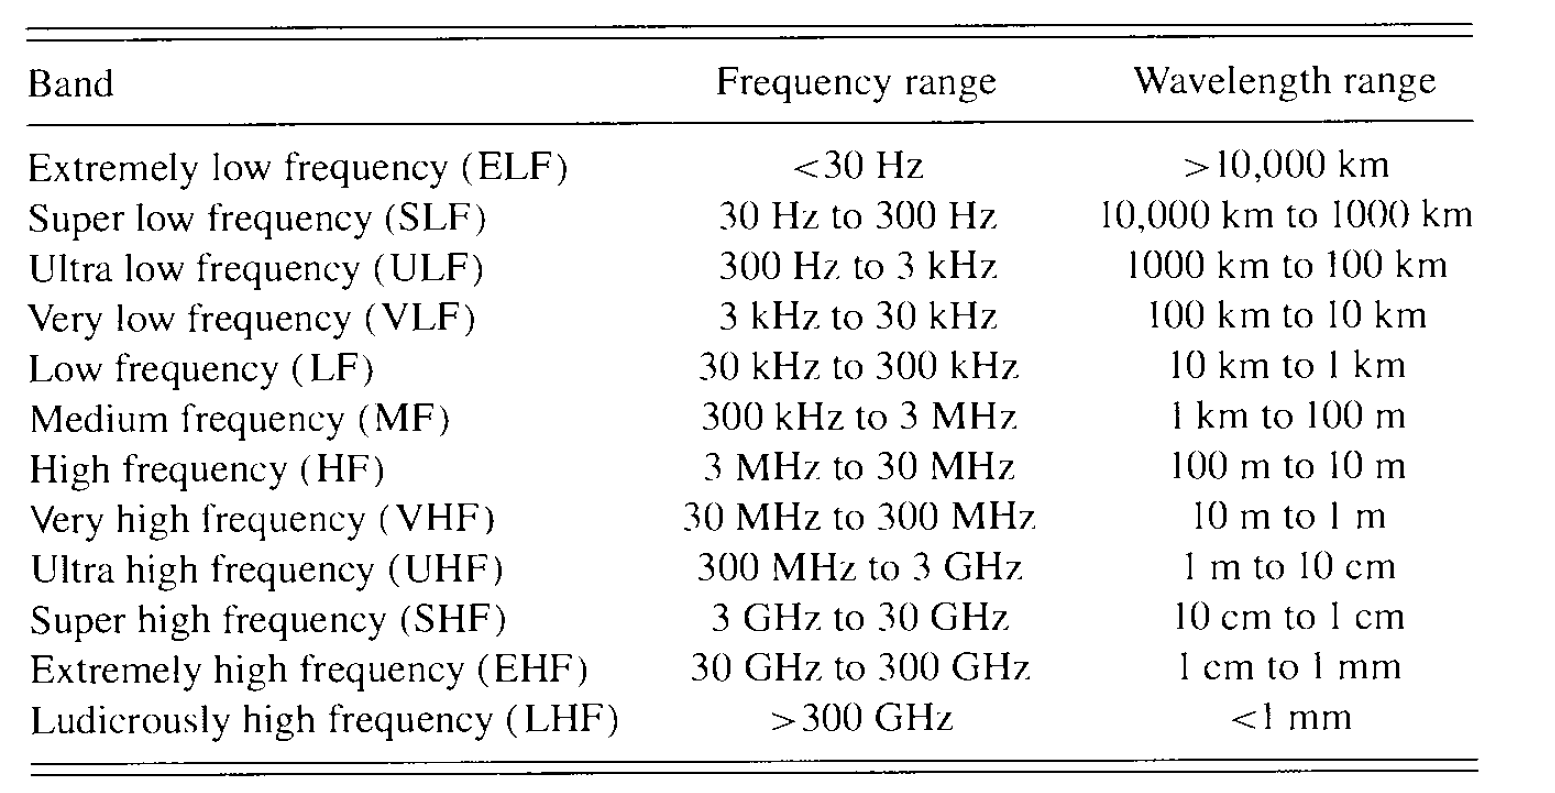 Band Frequency range Wavelength range
Extremely low frequency (ELF) <30 Hz >10,000 km
Super low frequency (SLF) 30 Hz to 300 Hz 10,000 km to 1000 km
Ultra low frequency (ULF) 300 Hz to 3 kHz 1000 km to 100 km
Very low frequency (VLF) 3 kHz to 30 kHz 100 km to 10 km
Low frequency (LF) 30 kHz to 300 kHz 10 km to 1 km
Medium frequency (MF) 300 kHz to 3 MHz 1 km to 100 m
High frequency (HF) 3 MHz to 30 MHz 100 m to 10 m
Very high frequency (VHF) 30 MHz to 300 MHz 10 m to 1 m
Ultra high frequency (UHF) 300 MHz to 3 GHz 1 m to 10 cm
Super high frequency (SHF) 3 GHz to 30 GHz 10 cm to 1 cm
Extremely high frequency (EHF) 30 GHz to 300 GHz 1 cm to 1 mm
Ludicrously high frequency (LHF) >300 GHz <1 mm